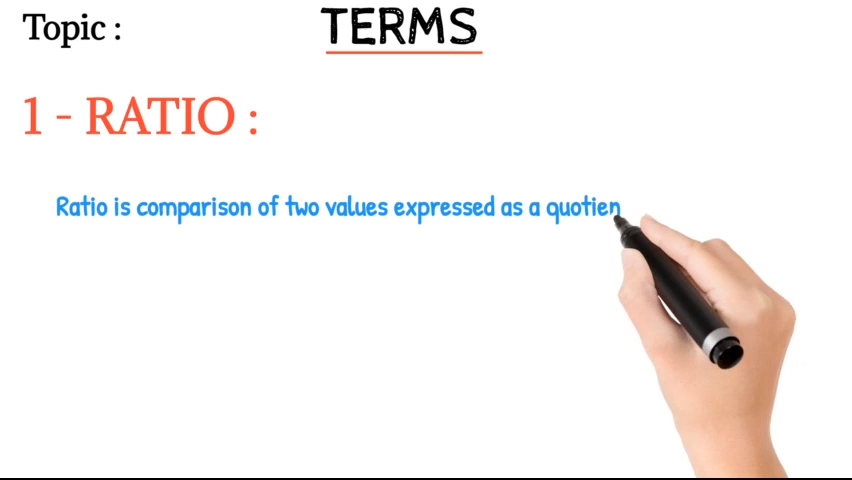 Topic : TERMS
1 - RATIO :
Ratio is comparison of two values expressed as a quotien